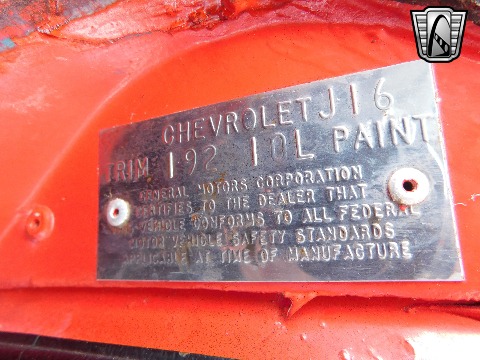 CHEVROLET J16
TRIM 192 10L PAINT
GENERAL MOTORS CORPORATION
CERTIFIES TO THE DEALER THAT
VEHICLE CONFORMS TO ALL FEDERAL
MOTOR VEHICLE SAFETY STANDARDS
APPLICABLE AT TIME OF MANUFACTURE